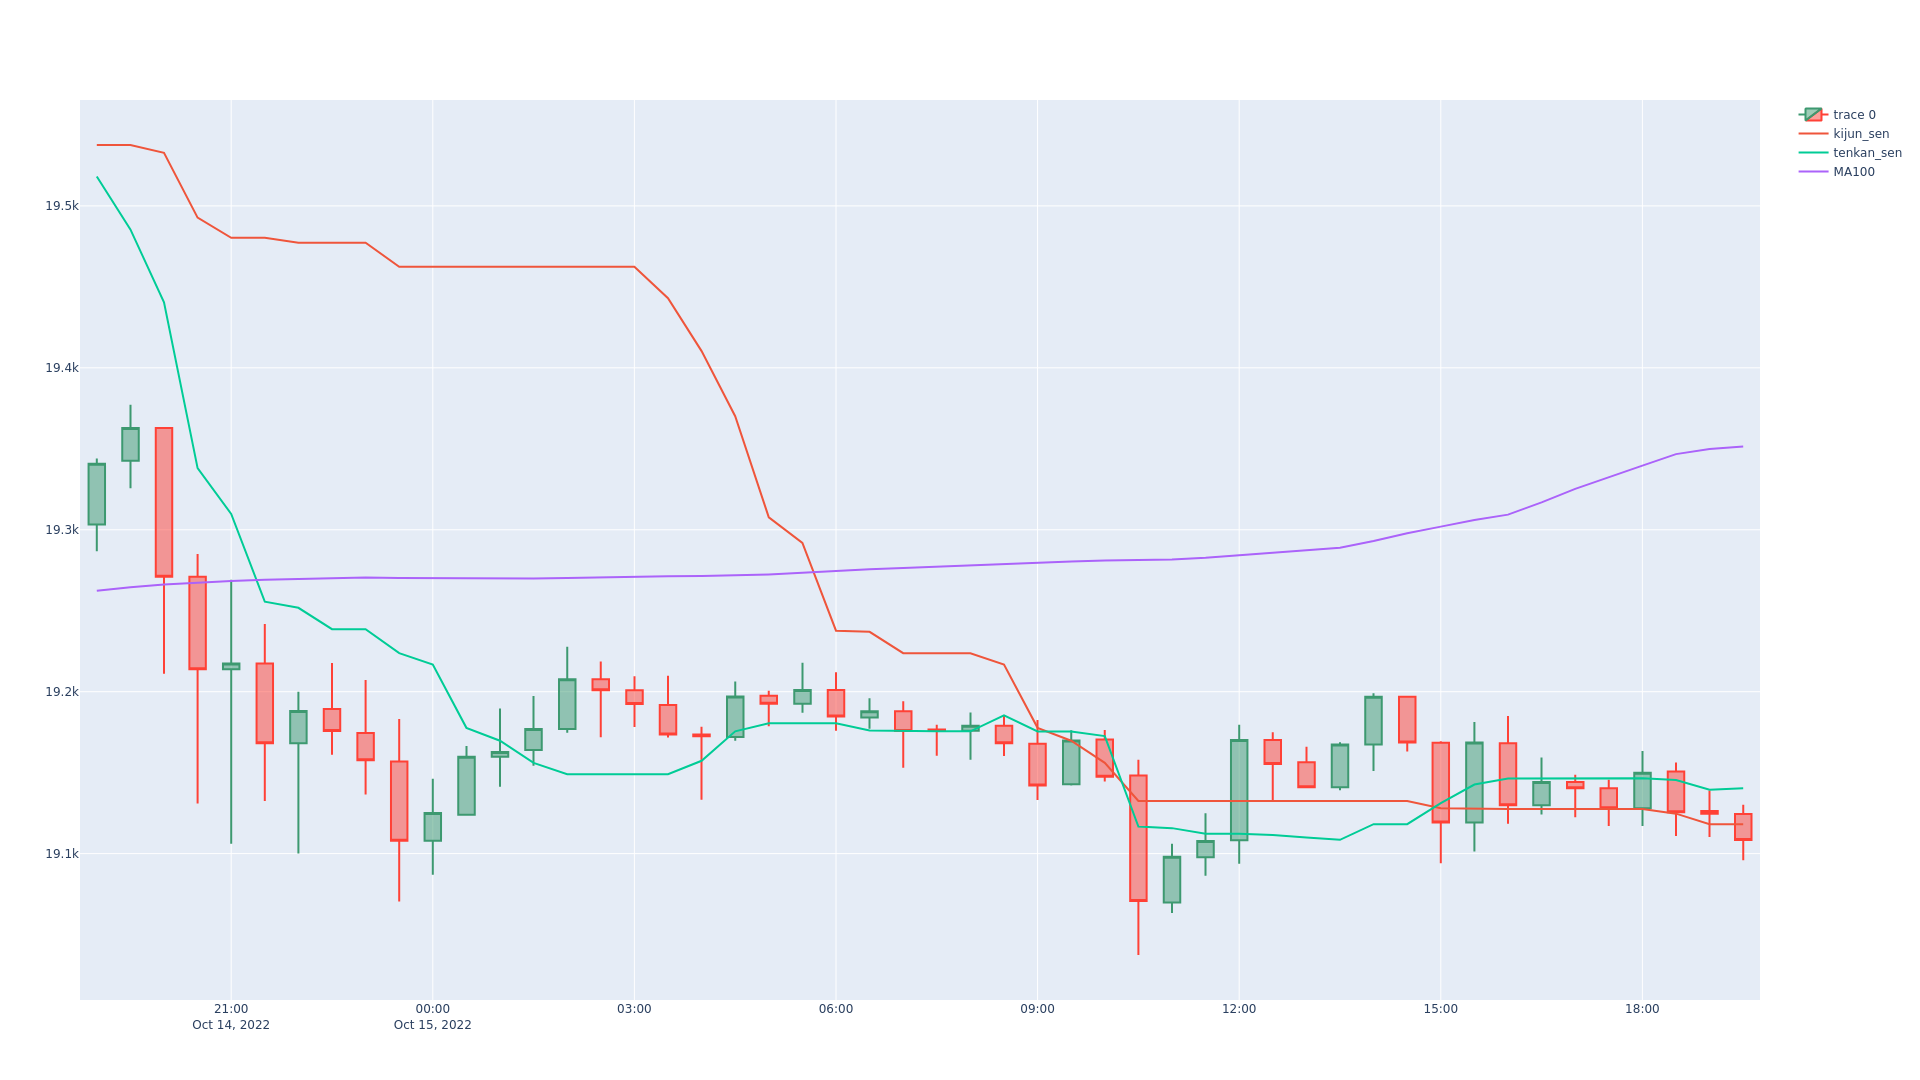 trace 0
kijun_sen
tenkan_sen
MA100
19.5k
19.4k
19.3k
19.2k
19.1k
21:00 00:00 03:00 06:00 09:00 12:00 15:00 18:00
Oct 14, 2022 Oct 15, 2022